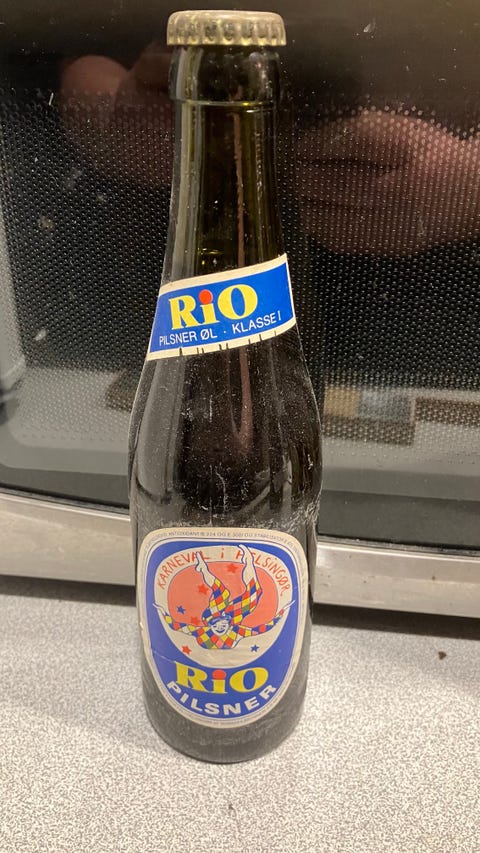 RiO
PILSNER ØL · KLASSE I
KARNEVAL i HELSiNGØR
RiO
PILSNER